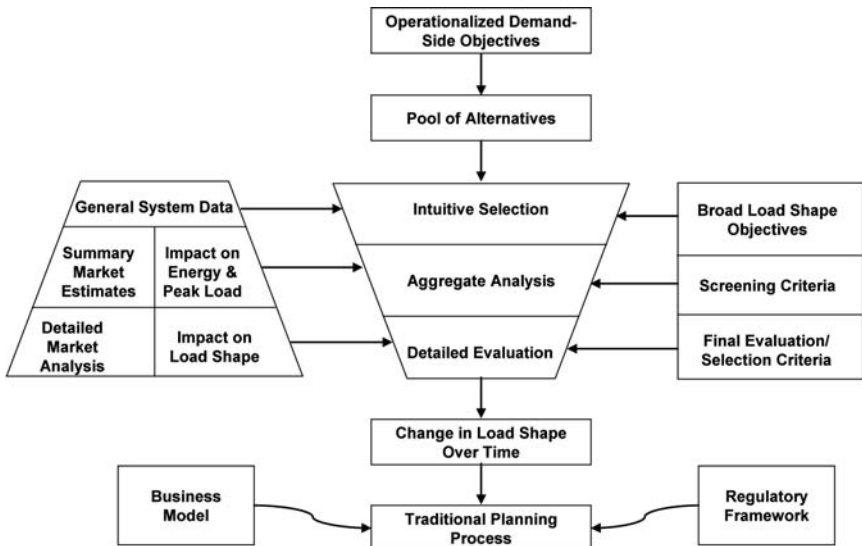 Operationalized Demand-
Side Objectives
Pool of Alternatives
General System Data
Summary
Market
Estimates
Impact on
Energy &
Peak Load
Detailed
Market
Analysis
Impact on
Load Shape
Intuitive Selection
Aggregate Analysis
Detailed Evaluation
Broad Load Shape
Objectives
Screening Criteria
Final Evaluation/
Selection Criteria
Change in Load Shape
Over Time
Business
Model
Traditional Planning
Process
Regulatory
Framework